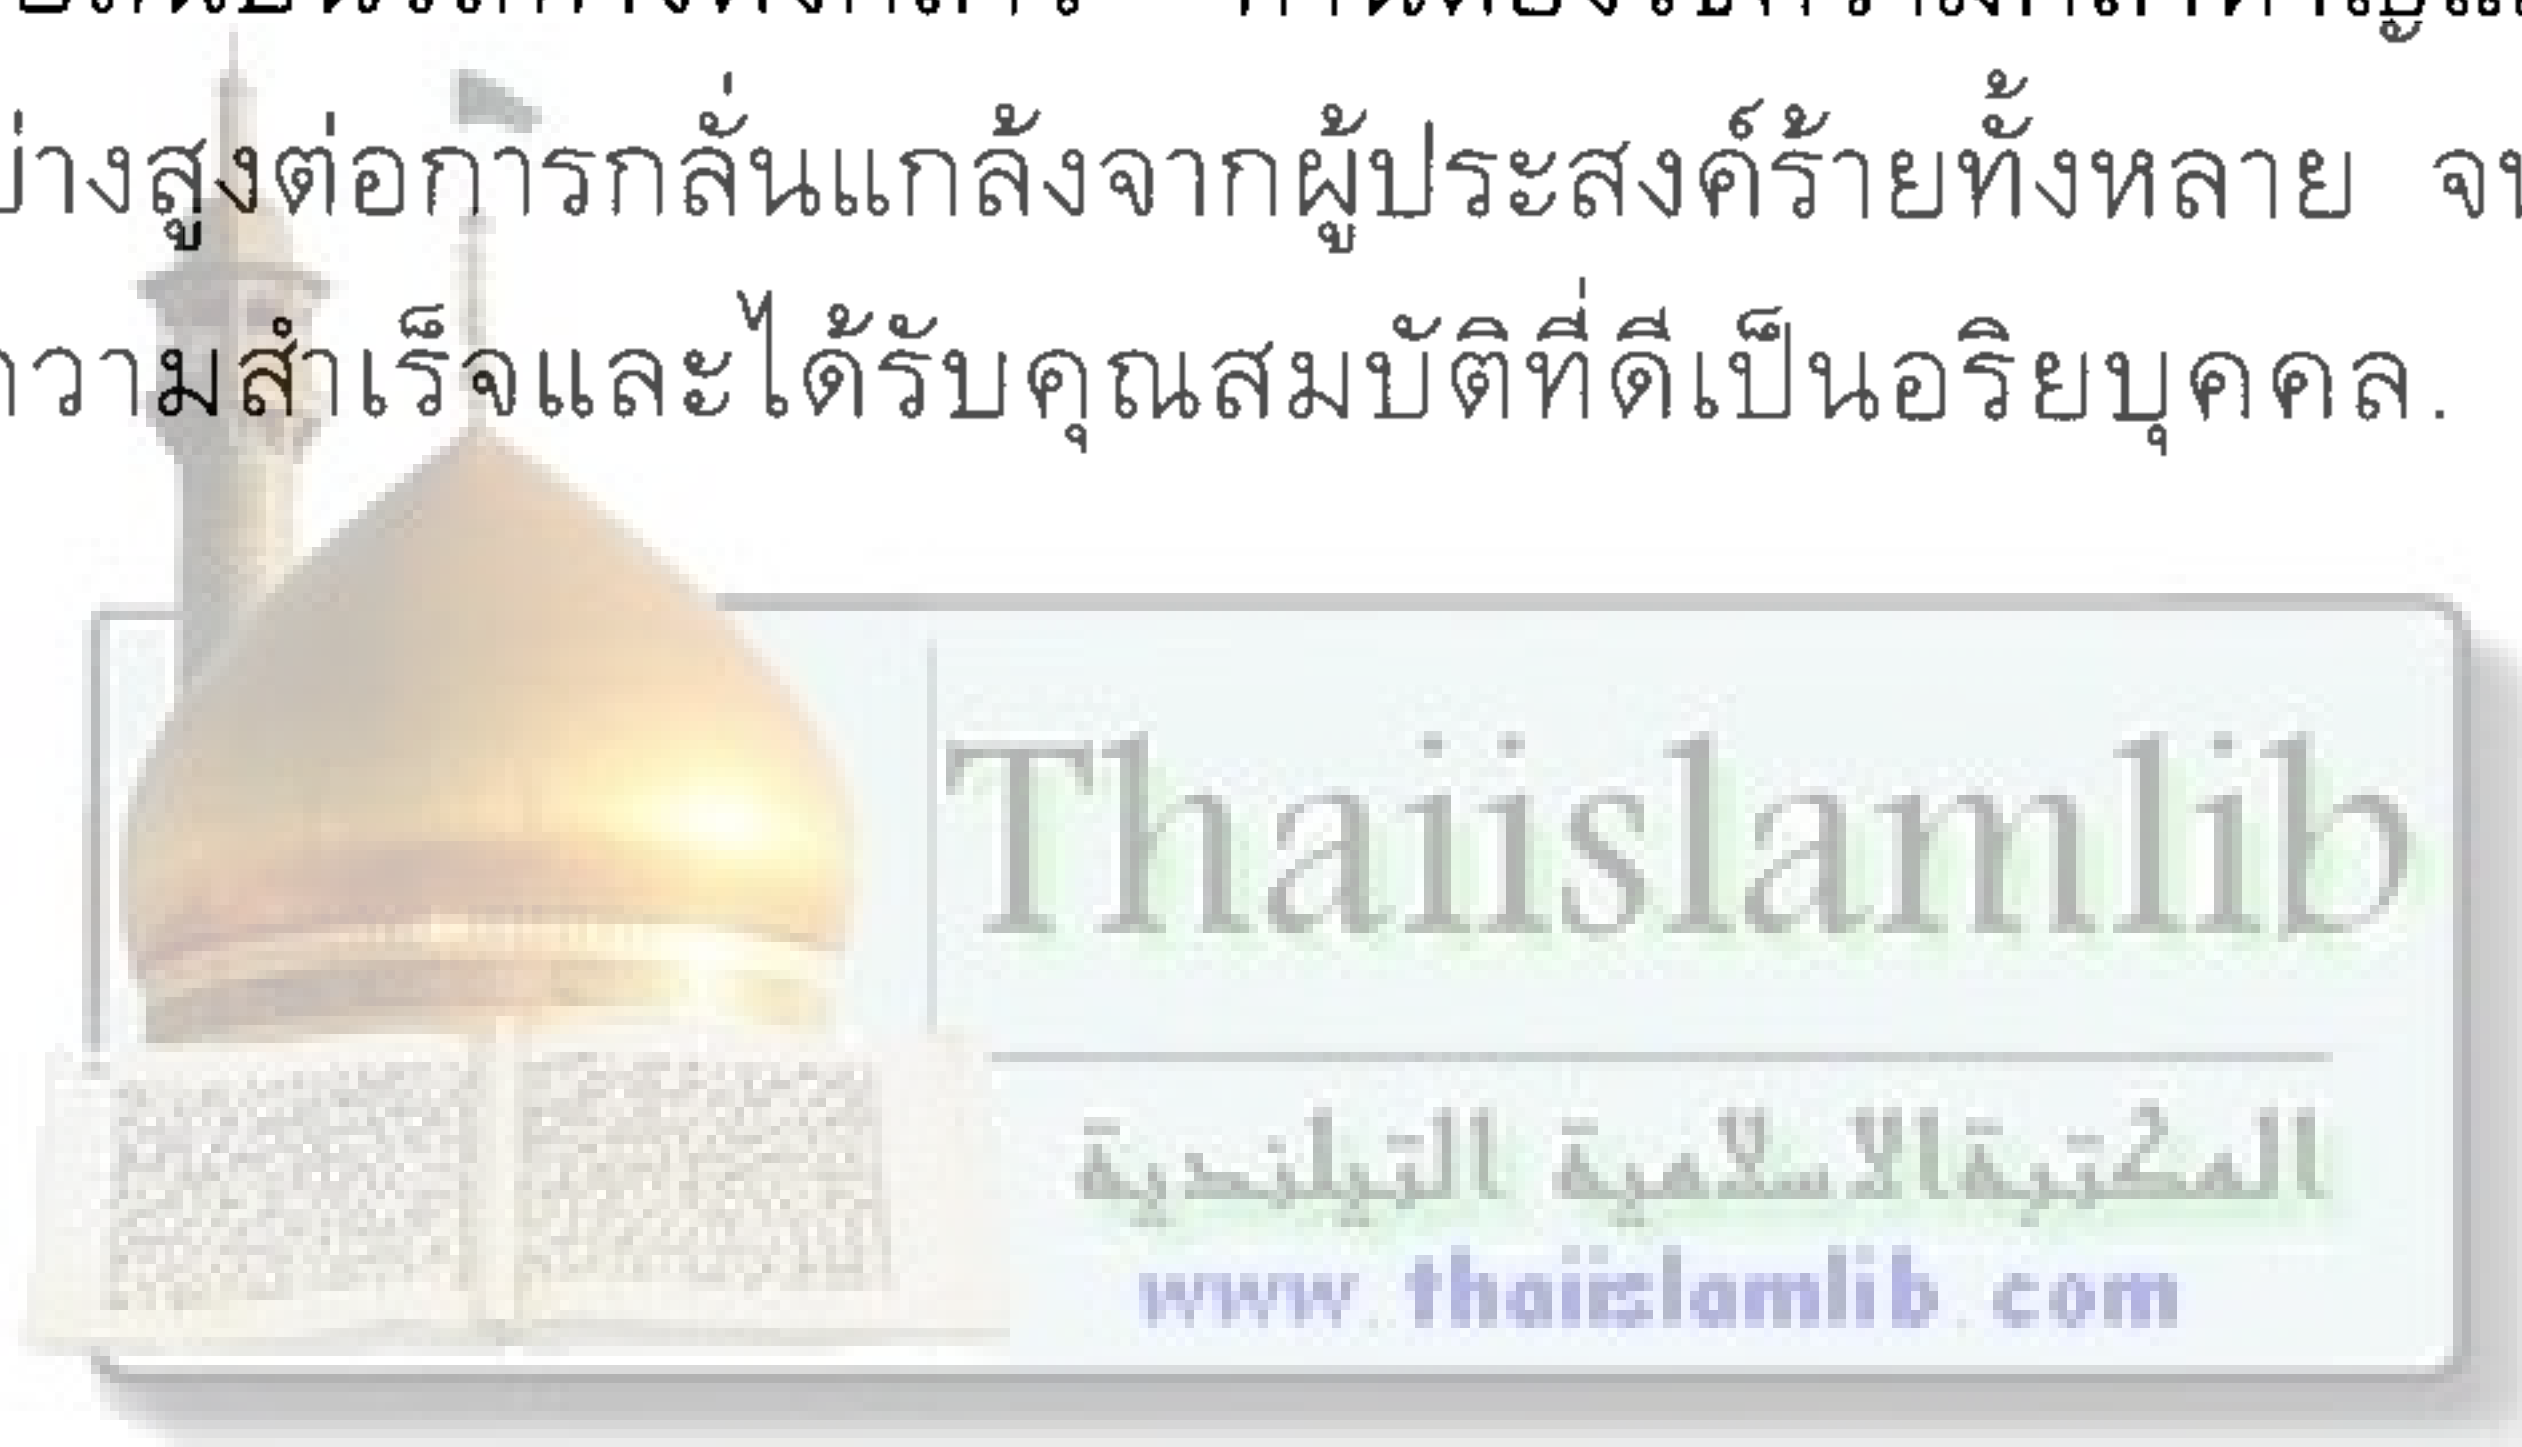 ย่างสูงต่อการกลั่นแกล้งจากผู้ประสงค์ร้ายทั้งหลาย จน
ความสำเร็จและได้รับคุณสมบัติที่ดีเป็นอริยบุคคล.
Thaiislamlib
المكتبة الاسلامية التيلندية
www.thaiislamlib.com